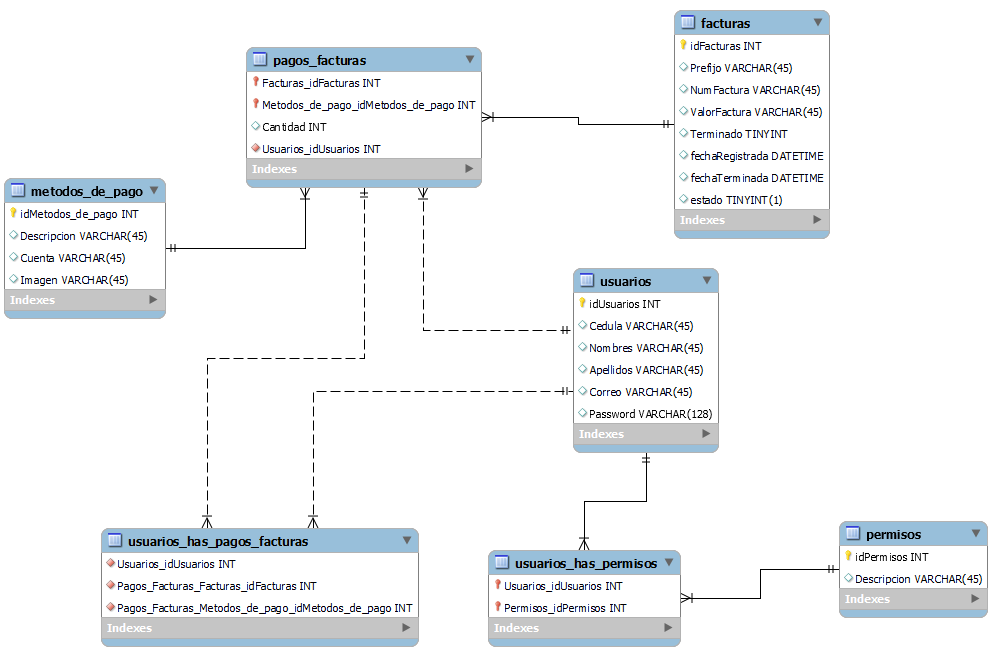 facturas
idFacturas INT
Prefijo VARCHAR(45)
NumFactura VARCHAR(45)
ValorFactura VARCHAR(45)
Terminado TINYINT
fechaRegistrada DATETIME
fechaTerminada DATETIME
estado TINYINT(1)
Indexes
pagos_facturas
Facturas_idFacturas INT
Metodos_de_pago_idMetodos_de_pago INT
Cantidad INT
Usuarios_idUsuarios INT
Indexes
metodos_de_pago
idMetodos_de_pago INT
Descripcion VARCHAR(45)
Cuenta VARCHAR(45)
Imagen VARCHAR(45)
Indexes
usuarios
idUsuarios INT
Cedula VARCHAR(45)
Nombres VARCHAR(45)
Apellidos VARCHAR(45)
Correo VARCHAR(45)
Password VARCHAR(128)
Indexes
usuarios_has_pagos_facturas
Usuarios_idUsuarios INT
Pagos_Facturas_Facturas_idFacturas INT
Pagos_Facturas_Metodos_de_pago_idMetodos_de_pago INT
Indexes
usuarios_has_permisos
Usuarios_idUsuarios INT
Permisos_idPermisos INT
Indexes
permisos
idPermisos INT
Descripcion VARCHAR(45)
Indexes